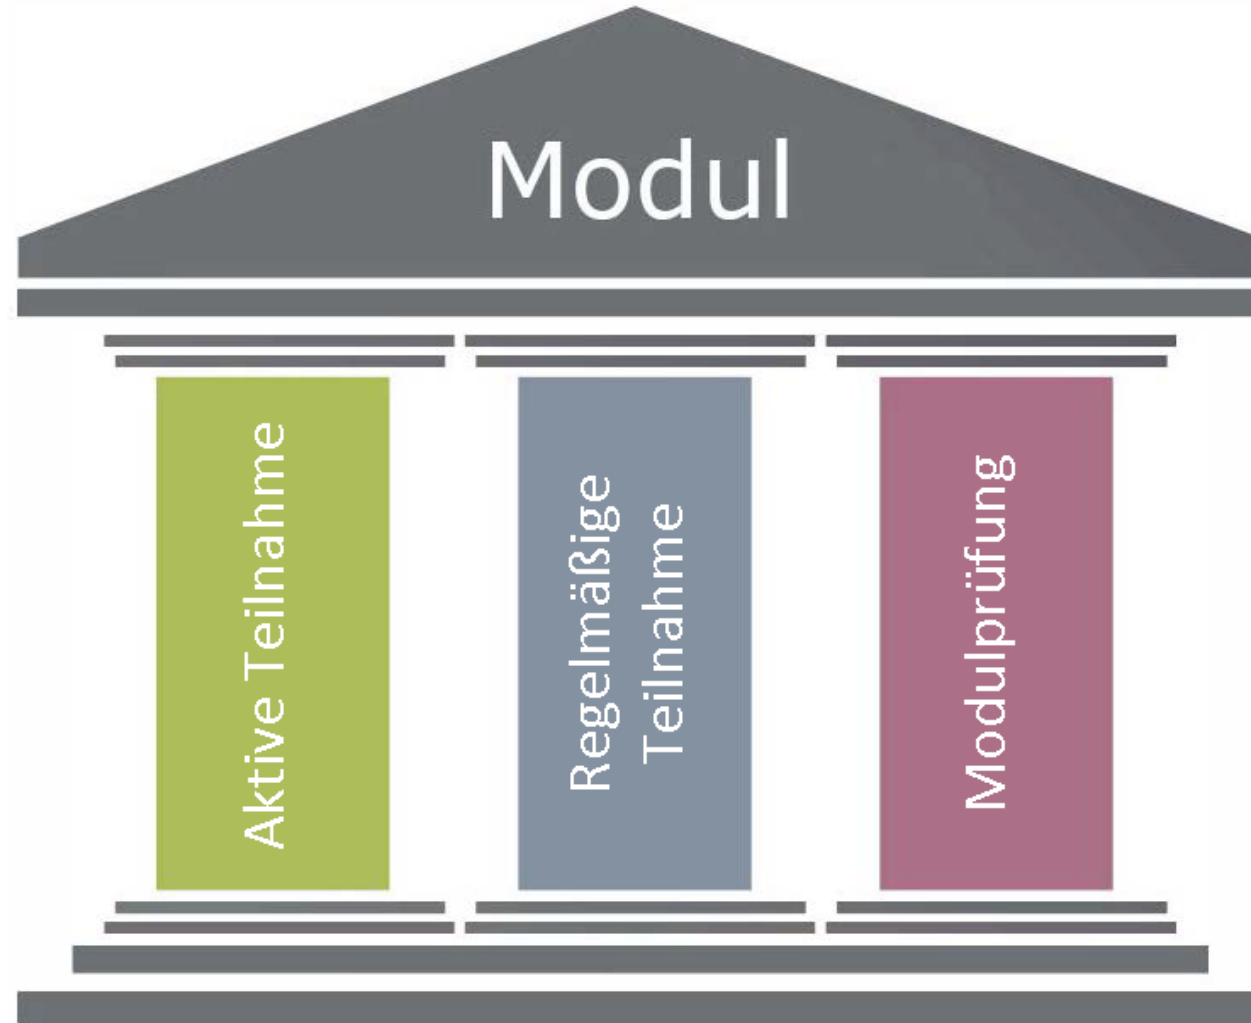 Modul
Aktive Teilnahme
Regelmäßige
Teilnahme
Modulprüfung